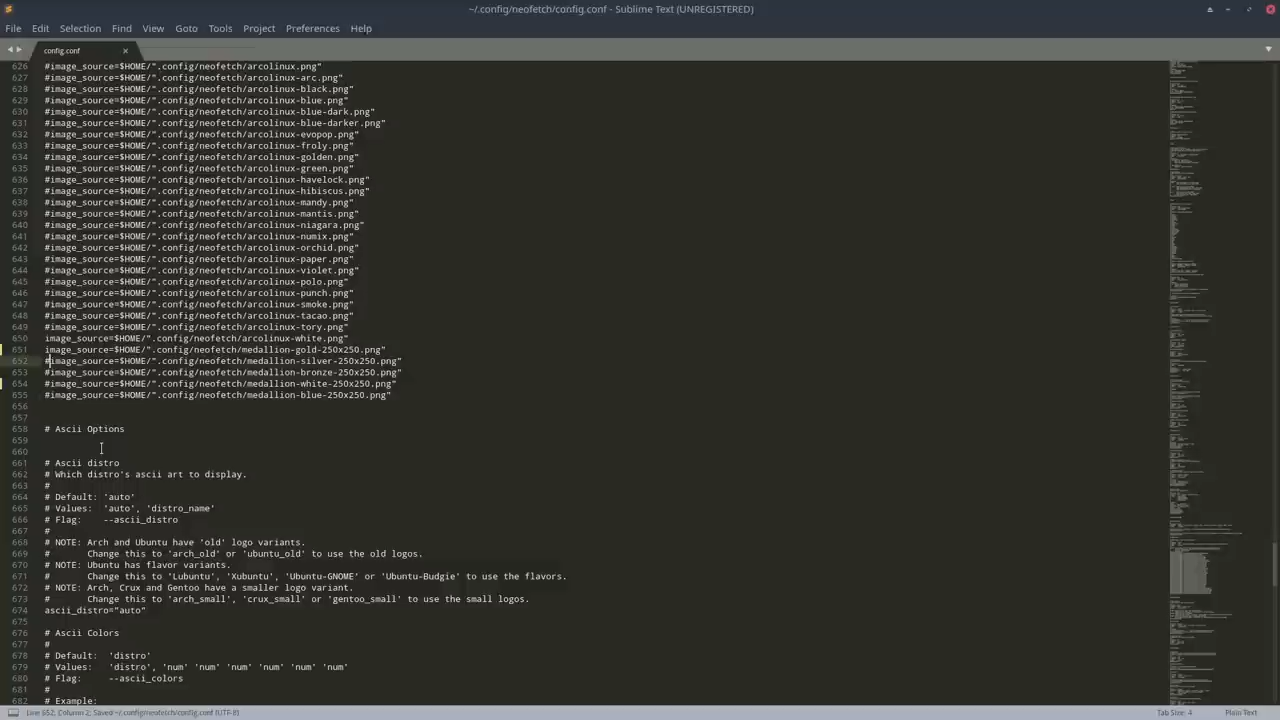 ~/.config/neofetch/config.conf - Sublime Text (UNREGISTERED)
File Edit Selection Find View Goto Tools Project Preferences Help
config.conf
626 #image_source=$HOME/".config/neofetch/arcolinux.png"
627 #image_source=$HOME/".config/neofetch/arcolinux-arc.png"
628 #image_source=$HOME/".config/neofetch/arcolinux-blark.png"
629 #image_source=$HOME/".config/neofetch/arcolinux-blue.png"
630 #image_source=$HOME/".config/neofetch/arcolinux-blue-dark.png"
631 #image_source=$HOME/".config/neofetch/arcolinux-blue-darker.png"
632 #image_source=$HOME/".config/neofetch/arcolinux-evopop.png"
633 #image_source=$HOME/".config/neofetch/arcolinux-froly.png"
634 #image_source=$HOME/".config/neofetch/arcolinux-golden.png"
635 #image_source=$HOME/".config/neofetch/arcolinux-green.png"
636 #image_source=$HOME/".config/neofetch/arcolinux-hatblock.png"
637 #image_source=$HOME/".config/neofetch/arcolinux-hibiscus.png"
638 #image_source=$HOME/".config/neofetch/arcolinux-mandy.png"
639 #image_source=$HOME/".config/neofetch/arcolinux-mantis.png"
640 #image_source=$HOME/".config/neofetch/arcolinux-niagara.png"
641 #image_source=$HOME/".config/neofetch/arcolinux-numix.png"
642 #image_source=$HOME/".config/neofetch/arcolinux-orchid.png"
643 #image_source=$HOME/".config/neofetch/arcolinux-paper.png"
644 #image_source=$HOME/".config/neofetch/arcolinux-polycet.png"
645 #image_source=$HOME/".config/neofetch/arcolinux-polo.png"
646 #image_source=$HOME/".config/neofetch/arcolinux-botticelli.png"
647 #image_source=$HOME/".config/neofetch/arcolinux-smoke.png"
648 #image_source=$HOME/".config/neofetch/arcolinux-tacao.png"
649 #image_source=$HOME/".config/neofetch/arcolinux-tory.png"
650 image_source=$HOME/".config/neofetch/arcolinux-white.png"
651 image_source=$HOME/".config/neofetch/medallion-gold-250x250.png"
652 #image_source=$HOME/".config/neofetch/medallion-silver-250x250.png"
653 #image_source=$HOME/".config/neofetch/medallion-bronze-250x250.png"
654 #image_source=$HOME/".config/neofetch/medallion-white-250x250.png"
655 #image_source=$HOME/".config/neofetch/medallion-black-250x250.png"
656
657
658 # Ascii Options
659
660
661 # Ascii distro
662 # Which distro's ascii art to display.
663 #
664 # Default: 'auto'
665 # Values: 'auto', 'distro_name'
666 # Flag: --ascii_distro
667 #
668 # NOTE: Arch and Ubuntu have 'old' logo variants.
669 # Change this to 'arch_old' or 'ubuntu_old' to use the old logos.
670 # NOTE: Ubuntu has flavor variants.
671 # Change this to 'Lubuntu', 'Xubuntu', 'Ubuntu-GNOME' or 'Ubuntu-Budgie' to use the flavors.
672 # NOTE: Arch, Crux and Gentoo have a smaller logo variant.
673 # Change this to 'arch_small', 'crux_small' or 'gentoo_small' to use the small logos.
674 ascii_distro="auto"
675
676 # Ascii Colors
677 #
678 # Default: 'distro'
679 # Values: 'distro', 'num' 'num' 'num' 'num' 'num' 'num'
680 # Flag: --ascii_colors
681 #
682 # Example:
Line 652, Column 2; Saved ~/.config/neofetch/config.conf (UTF-8) Tab Size: 4 Plain Text